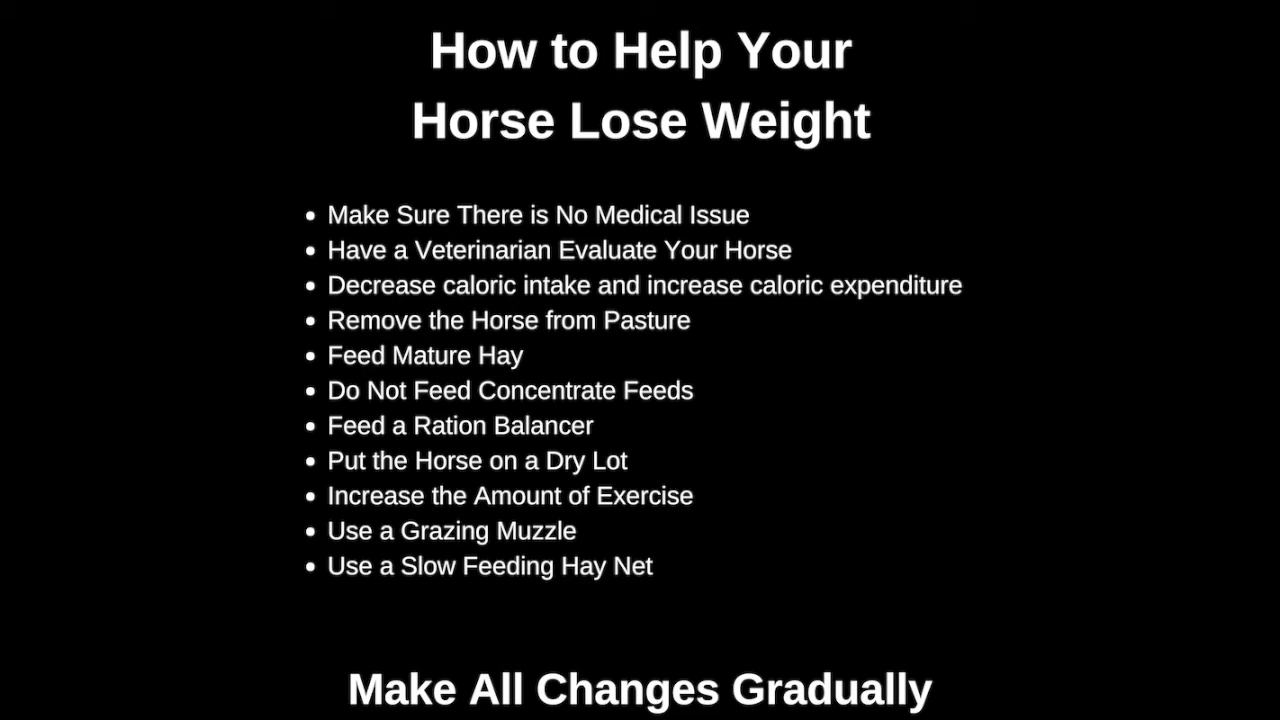 How to Help Your
Horse Lose Weight
• Make Sure There is No Medical Issue
• Have a Veterinarian Evaluate Your Horse
• Decrease caloric intake and increase caloric expenditure
• Remove the Horse from Pasture
• Feed Mature Hay
• Do Not Feed Concentrate Feeds
• Feed a Ration Balancer
• Put the Horse on a Dry Lot
• Increase the Amount of Exercise
• Use a Grazing Muzzle
• Use a Slow Feeding Hay Net
Make All Changes Gradually